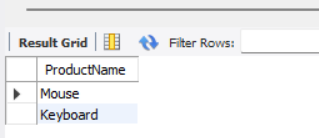 Result Grid Filter Rows:
ProductName
Mouse
Keyboard